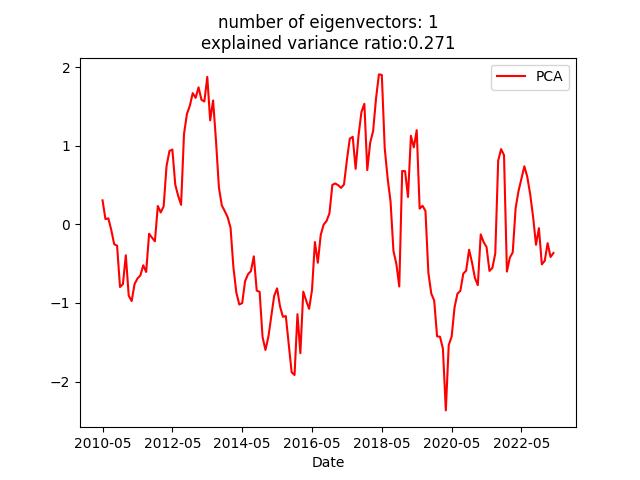 number of eigenvectors: 1
explained variance ratio:0.271
PCA
2
1
0
−1
−2
2010-05 2012-05 2014-05 2016-05 2018-05 2020-05 2022-05
Date